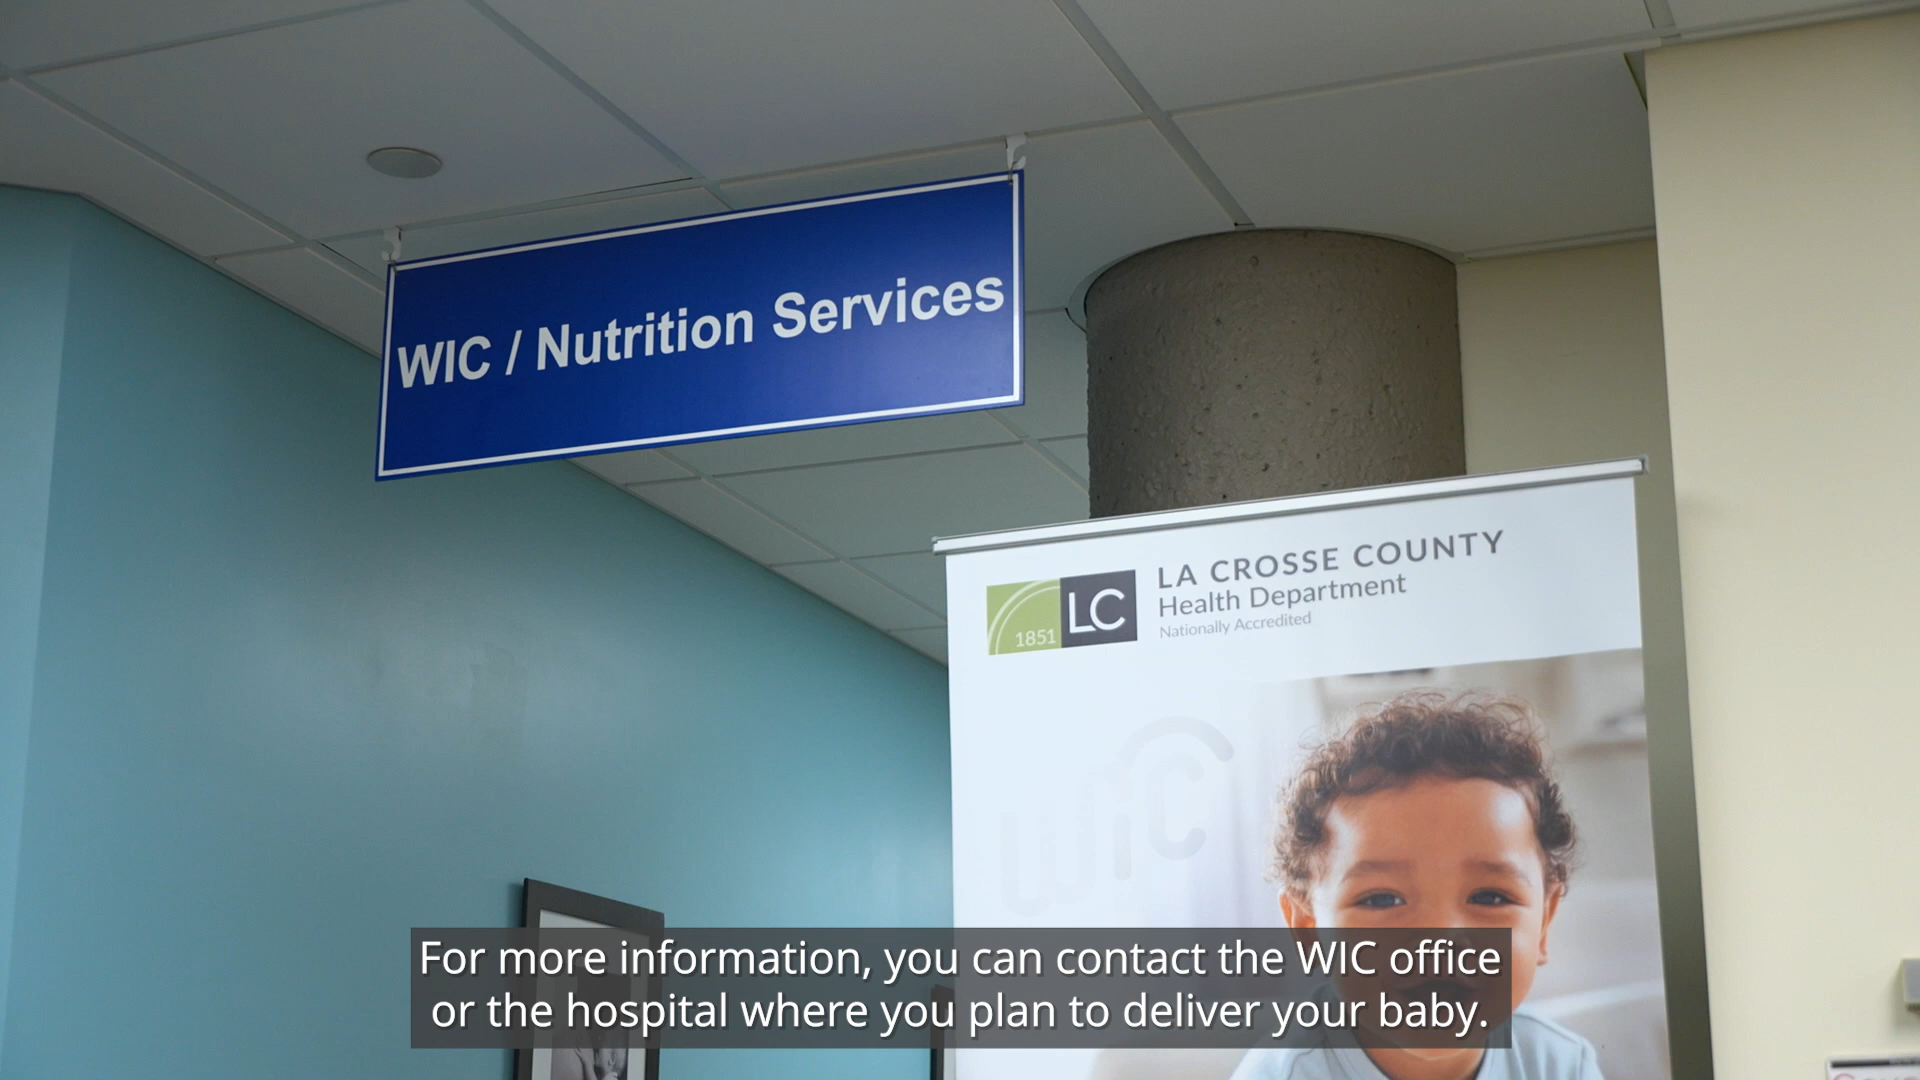 WIC / Nutrition Services
LA CROSSE COUNTY
Health Department
Nationally Accredited
1851 LC
WIC
For more information, you can contact the WIC office
or the hospital where you plan to deliver your baby.